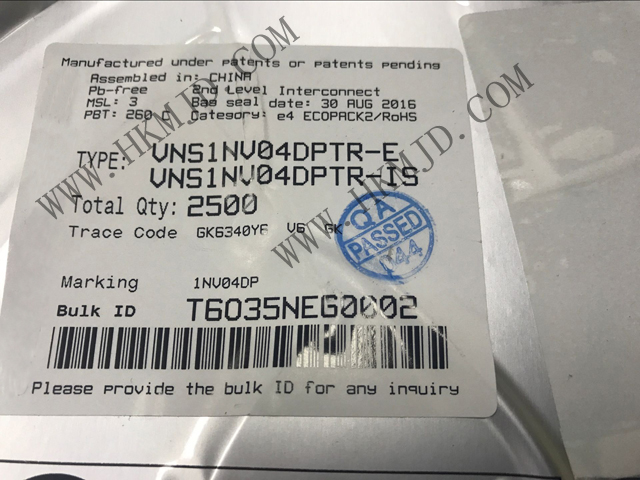 Manufactured under patents or patents pending
Assembled in: CHINA
Pb-free 2nd Level Interconnect
MSL: 3 Bag seal date: 30 AUG 2016
PBT: 260 C Category: e4 ECOPACK2/RoHS
TYPE: VNS1NV04DPTR-E
VNS1NV04DPTR-IS
Total Qty: 2500
Trace Code GK6340YF V6 GK
QA
PASSED
Marking 1NV04DP
Bulk ID T6035NEG0002
Please provide the bulk ID for any inquiry
WWW.HKMJD.COM
WWW.HKMJD.COM
WWW.HKMJD.COM